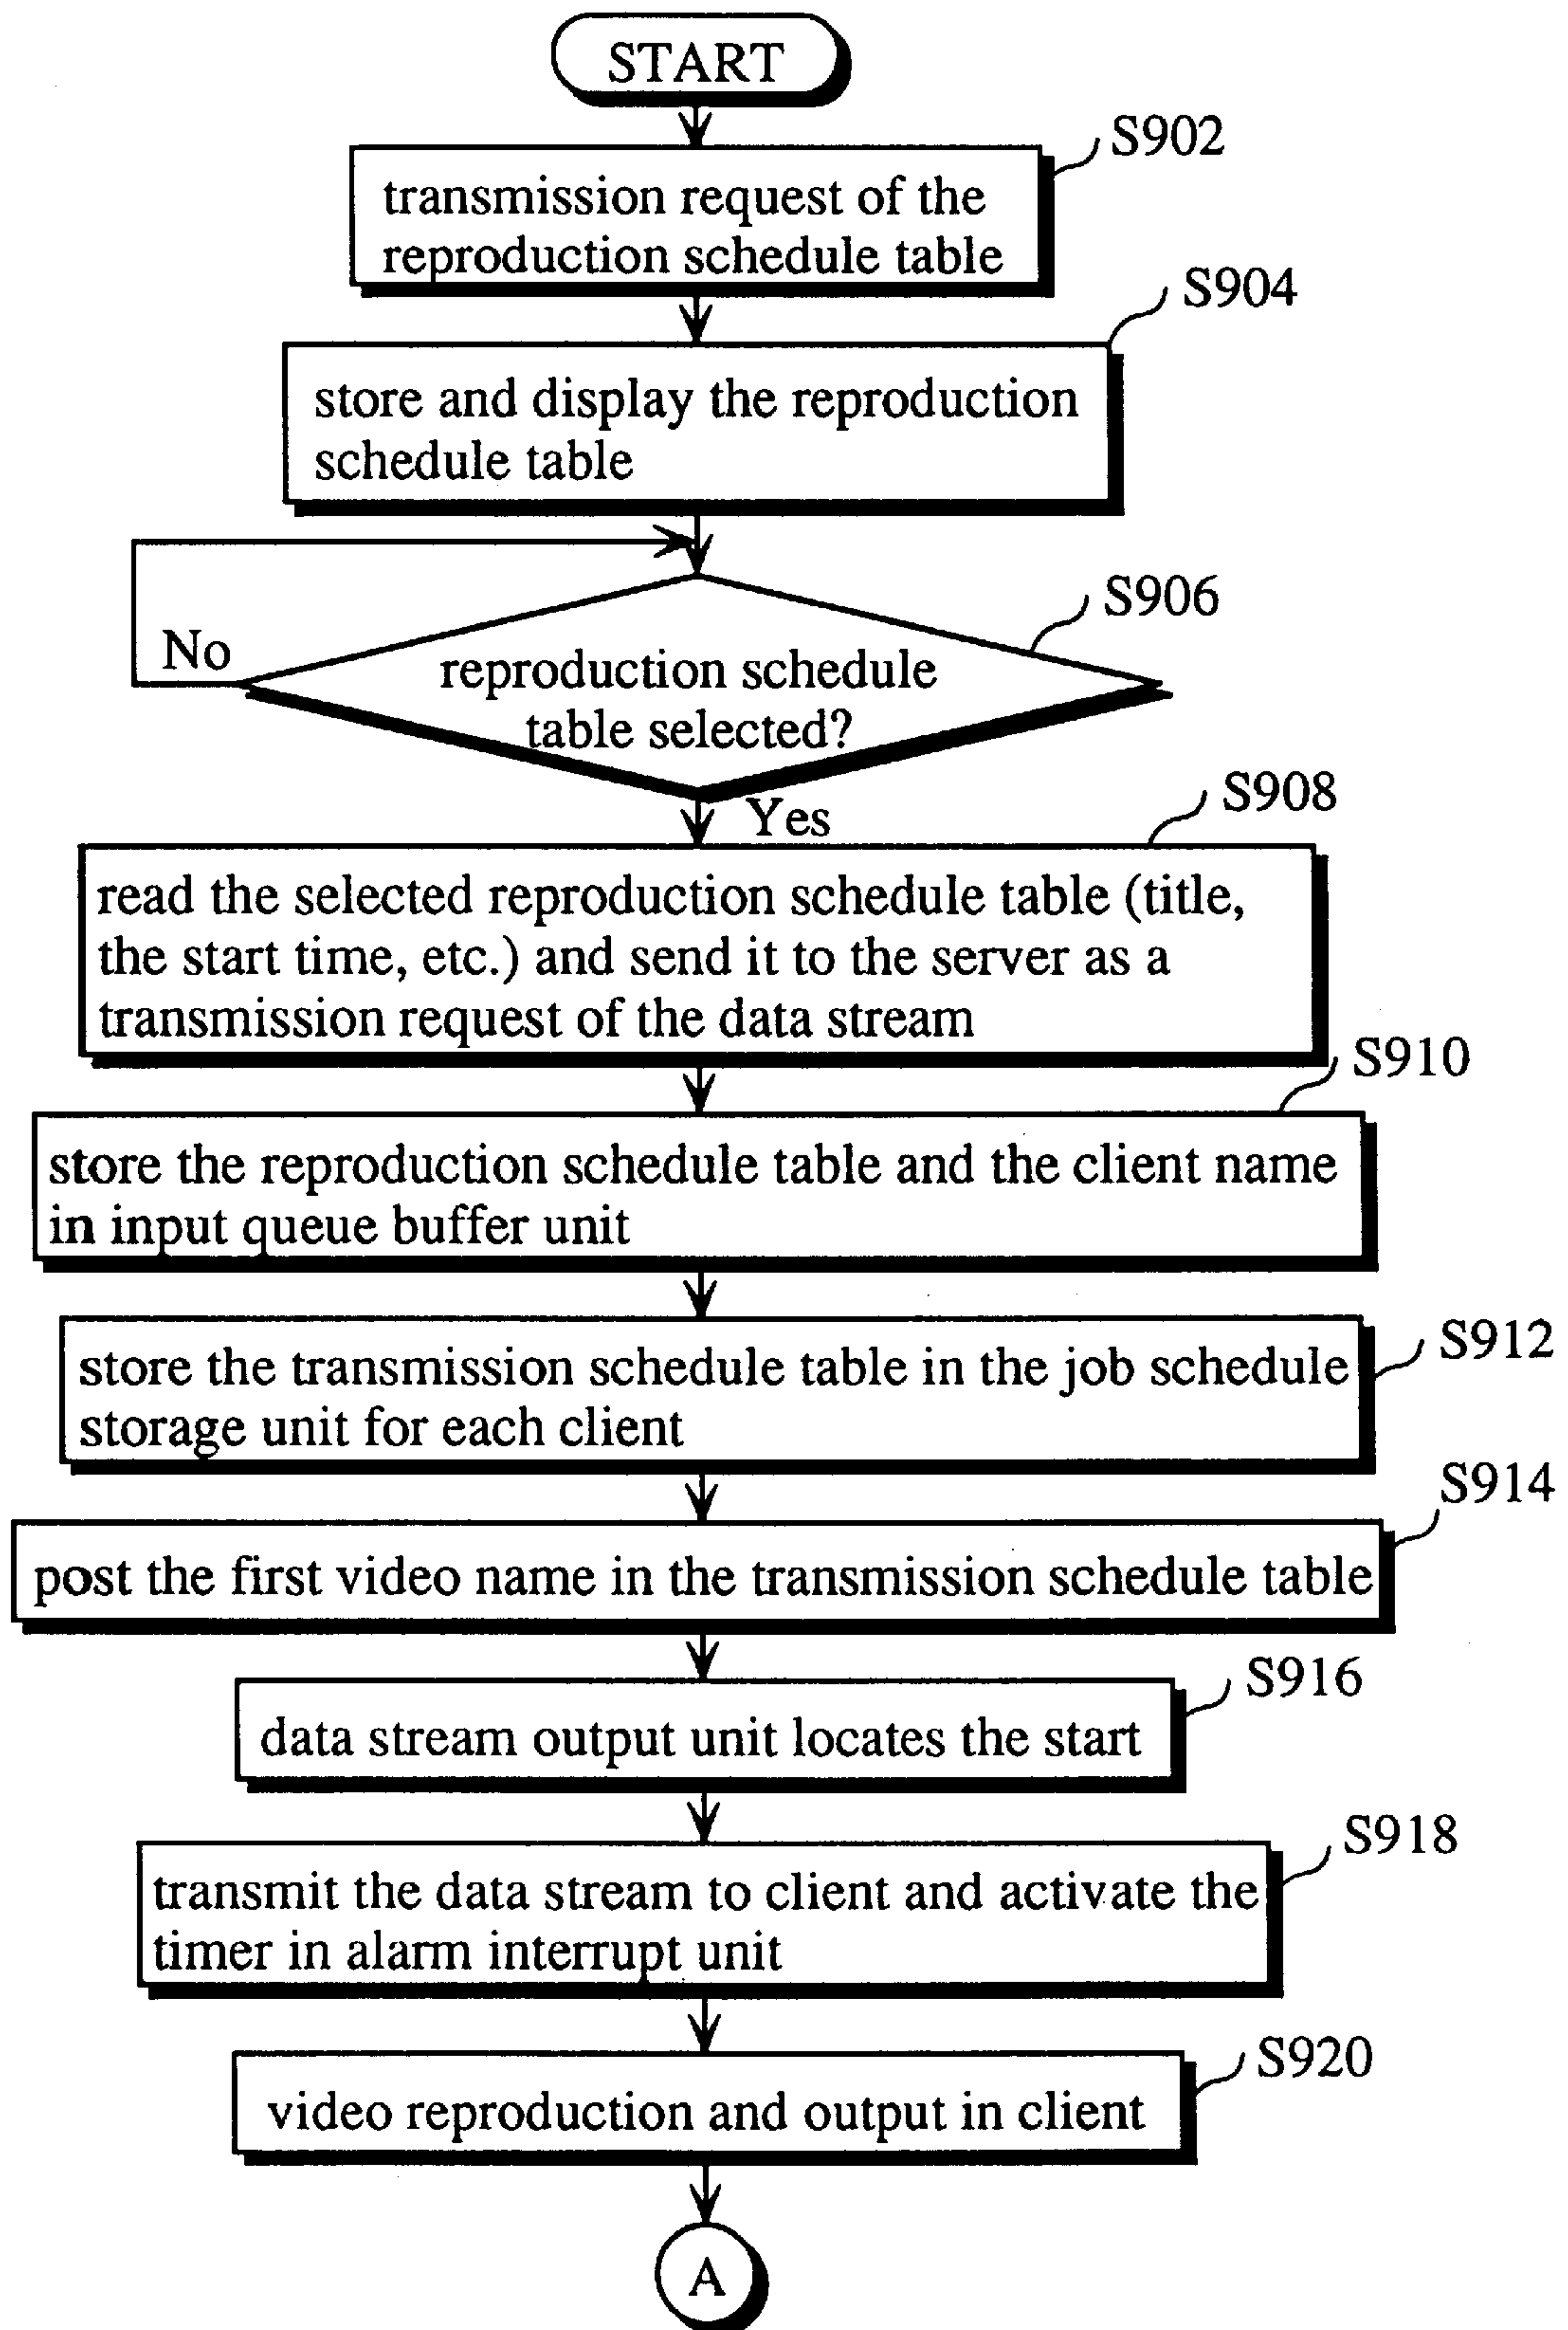 START
S902
transmission request of the
reproduction schedule table
S904
store and display the reproduction
schedule table
S906
No
reproduction schedule
table selected?
Yes
S908
read the selected reproduction schedule table (title,
the start time, etc.) and send it to the server as a
transmission request of the data stream
S910
store the reproduction schedule table and the client name
in input queue buffer unit
S912
store the transmission schedule table in the job schedule
storage unit for each client
S914
post the first video name in the transmission schedule table
S916
data stream output unit locates the start
S918
transmit the data stream to client and activate the
timer in alarm interrupt unit
S920
video reproduction and output in client
A